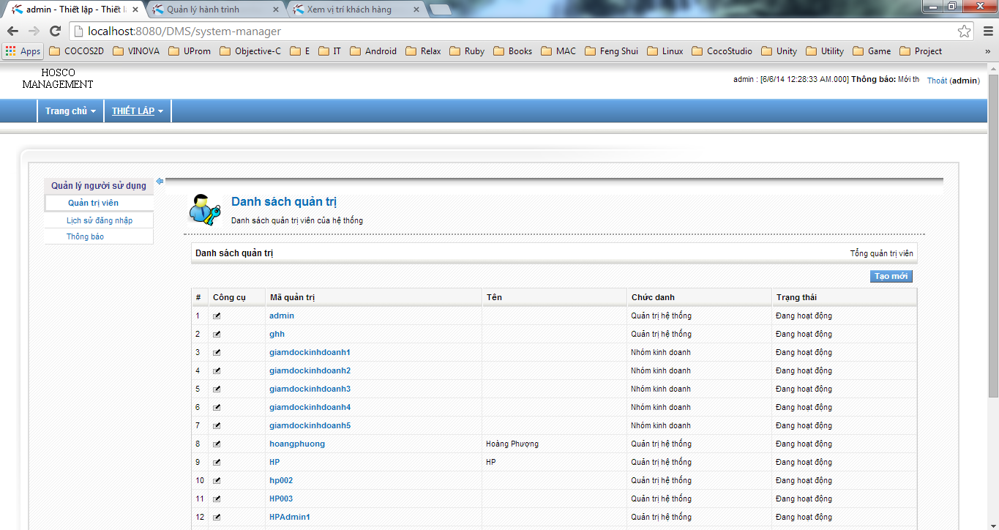 admin - Thiết lập - Thiết l
Quản lý hành trình
Xem vị trí khách hàng
localhost:8080/DMS/system-manager
Apps COCOS2D VINOVA UProm Objective-C E IT Android Relax Ruby Books MAC Feng Shui Linux CocoStudio Unity Utility Game Project »
HOSCO
MANAGEMENT
admin : [6/6/14 12:28:33 AM.000] Thông báo: Mới th
Thoát (admin)
Trang chủ
THIẾT LẬP
Quản lý người sử dụng
Quản trị viên
Lịch sử đăng nhập
Thông báo
Danh sách quản trị
Danh sách quản trị viên của hệ thống
Danh sách quản trị
Tổng quản trị viên
Tạo mới
# Công cụ Mã quản trị Tên Chức danh Trạng thái
1 admin Quản trị hệ thống Đang hoạt động
2 ghh Quản trị hệ thống Đang hoạt động
3 giamdockinhdoanh1 Nhóm kinh doanh Đang hoạt động
4 giamdockinhdoanh2 Nhóm kinh doanh Đang hoạt động
5 giamdockinhdoanh3 Nhóm kinh doanh Đang hoạt động
6 giamdockinhdoanh4 Nhóm kinh doanh Đang hoạt động
7 giamdockinhdoanh5 Nhóm kinh doanh Đang hoạt động
8 hoangphuong Hoàng Phượng Quản trị hệ thống Đang hoạt động
9 HP HP Quản trị hệ thống Đang hoạt động
10 hp002 Quản trị hệ thống Đang hoạt động
11 HP003 Quản trị hệ thống Đang hoạt động
12 HPAdmin1 Quản trị hệ thống Đang hoạt động